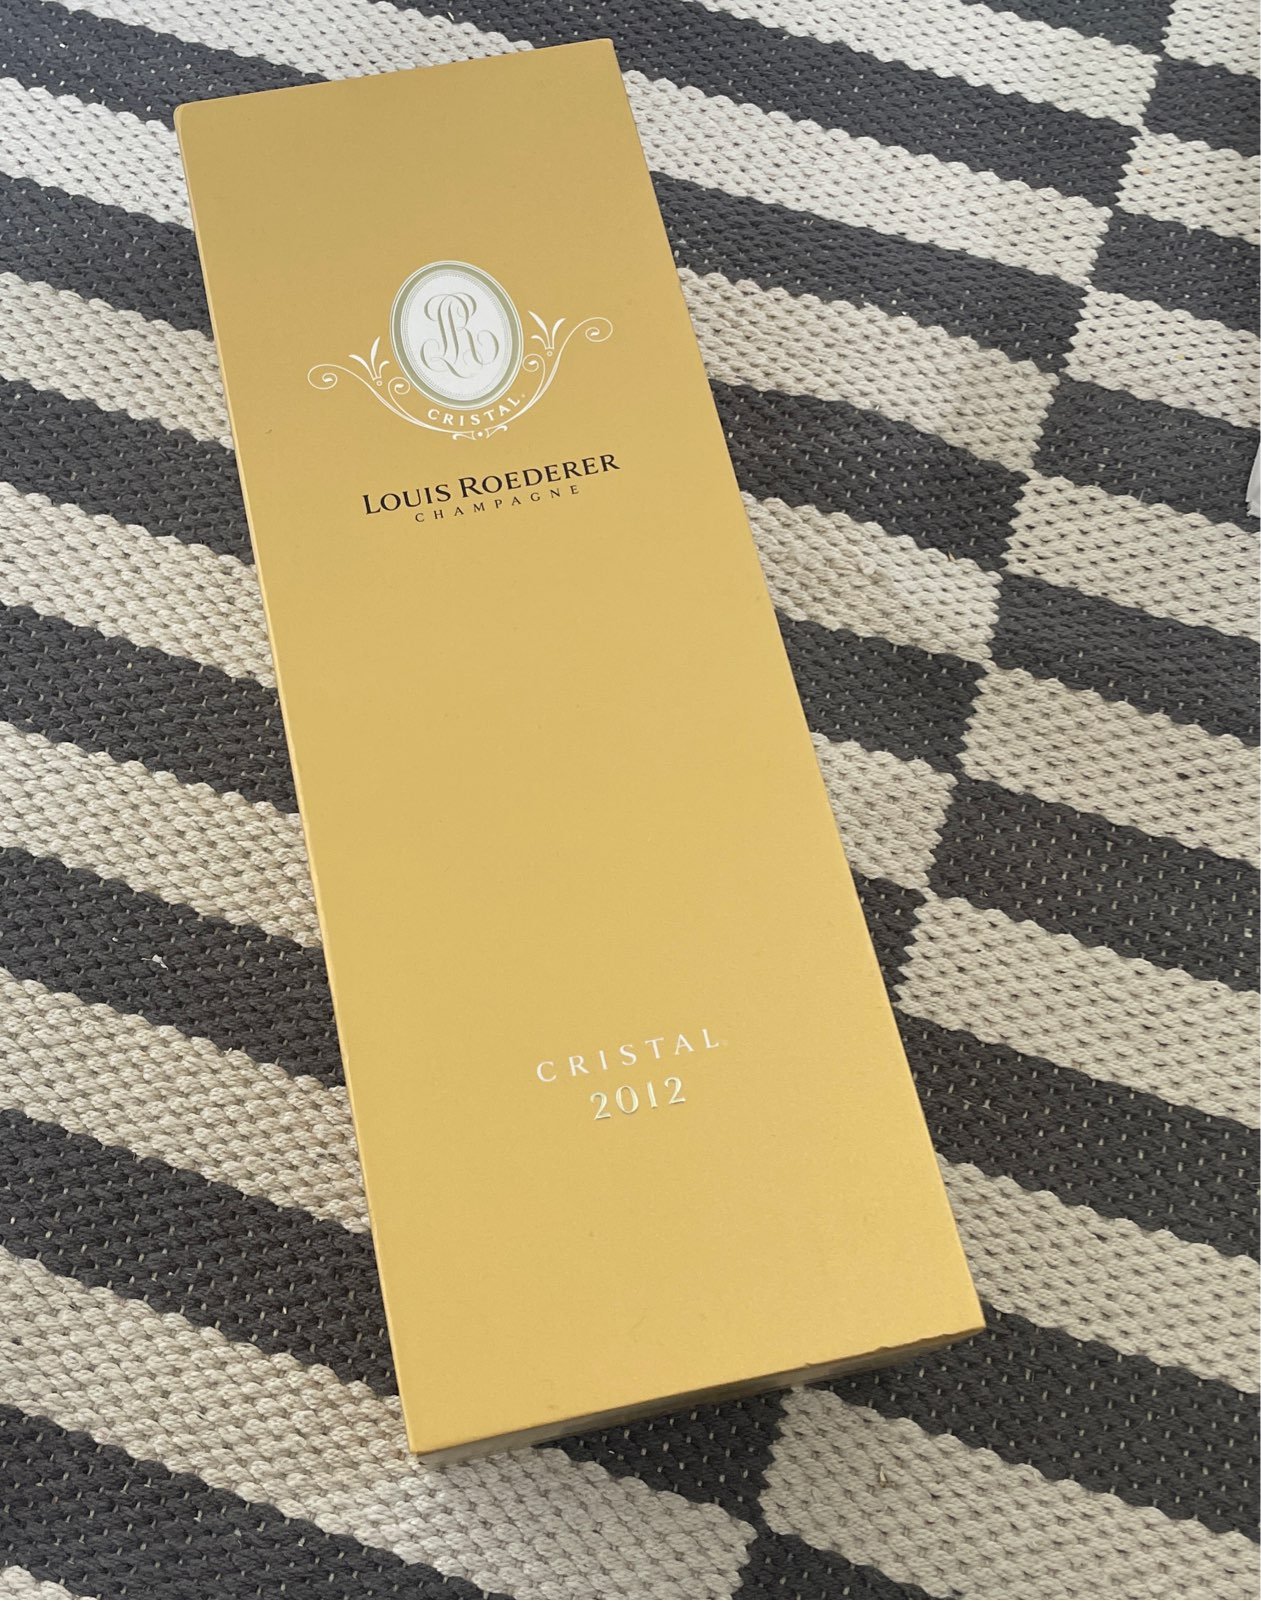 LR
CRISTAL
LOUIS ROEDERER
CHAMPAGNE
CRISTAL
2012